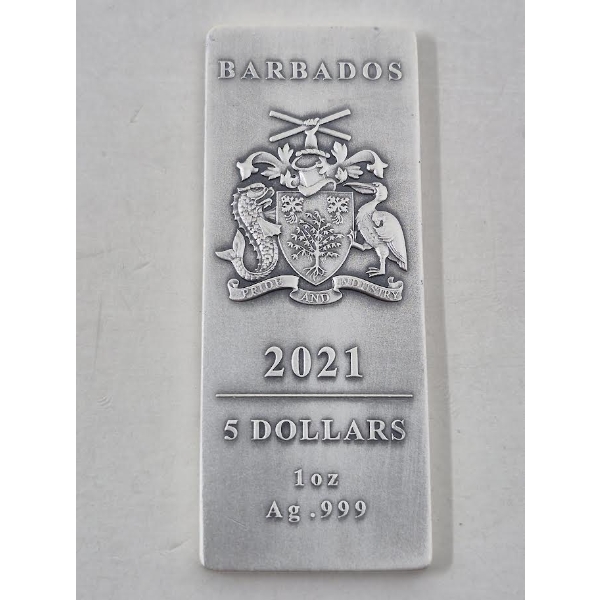 BARBADOS
PRIDE AND INDUSTRY
2021
5 DOLLARS
1oz
Ag .999